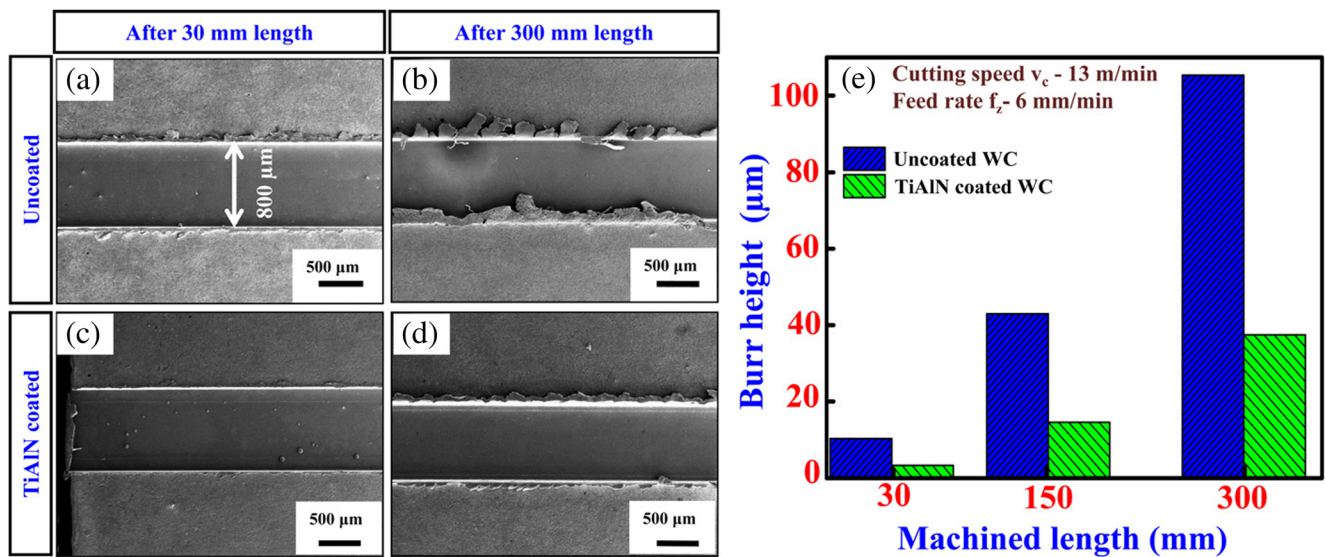 After 30 mm length
After 300 mm length
Uncoated
TiAlN coated
(a)
800 µm
500 µm
(b)
500 µm
(c)
500 µm
(d)
500 µm
(e)
Cutting speed vc - 13 m/min
Feed rate fz- 6 mm/min
Uncoated WC
TiAlN coated WC
Burr height (µm)
100
80
60
40
20
0
30 150 300
Machined length (mm)